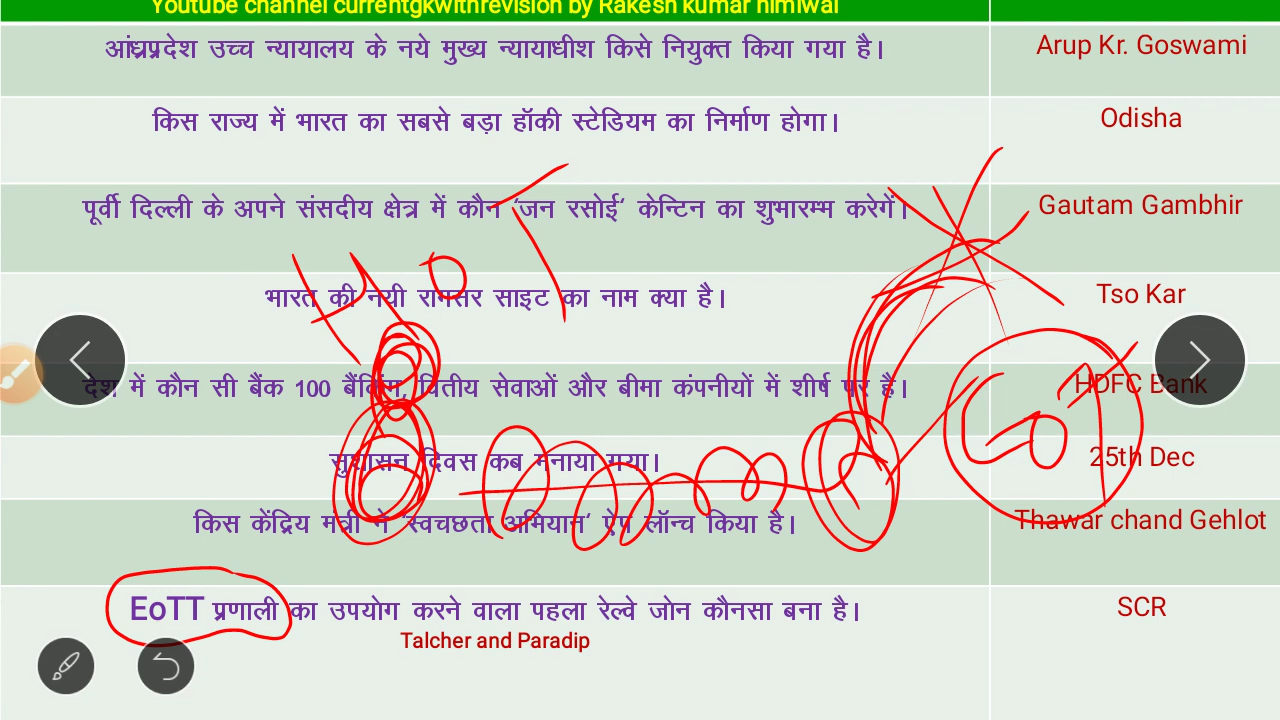 Youtube channel currentgkwithrevision by Rakesh kumar nimiwal
आंध्रप्रदेश उच्च न्यायालय के नये मुख्य न्यायाधीश किसे नियुक्त किया गया है। Arup Kr. Goswami
किस राज्य में भारत का सबसे बड़ा हॉकी स्टेडियम का निर्माण होगा। Odisha
पूर्वी दिल्ली के अपने संसदीय क्षेत्र में कौन 'जन रसोई' केन्टिन का शुभारम्भ करेगें। Gautam Gambhir
भारत की नयी रामसर साइट का नाम क्या है। Tso Kar
देश में कौन सी बैंक 100 बैंकिंग, वितीय सेवाओं और बीमा कंपनीयों में शीर्ष पर है। HDFC Bank
सुशासन दिवस कब मनाया गया। 25th Dec
किस केंद्रिय मंत्री ने 'स्वचछता अभियान' ऐप लॉन्च किया है। Thawar chand Gehlot
EoTT प्रणाली का उपयोग करने वाला पहला रेल्वे जोन कौनसा बना है। SCR
Talcher and Paradip